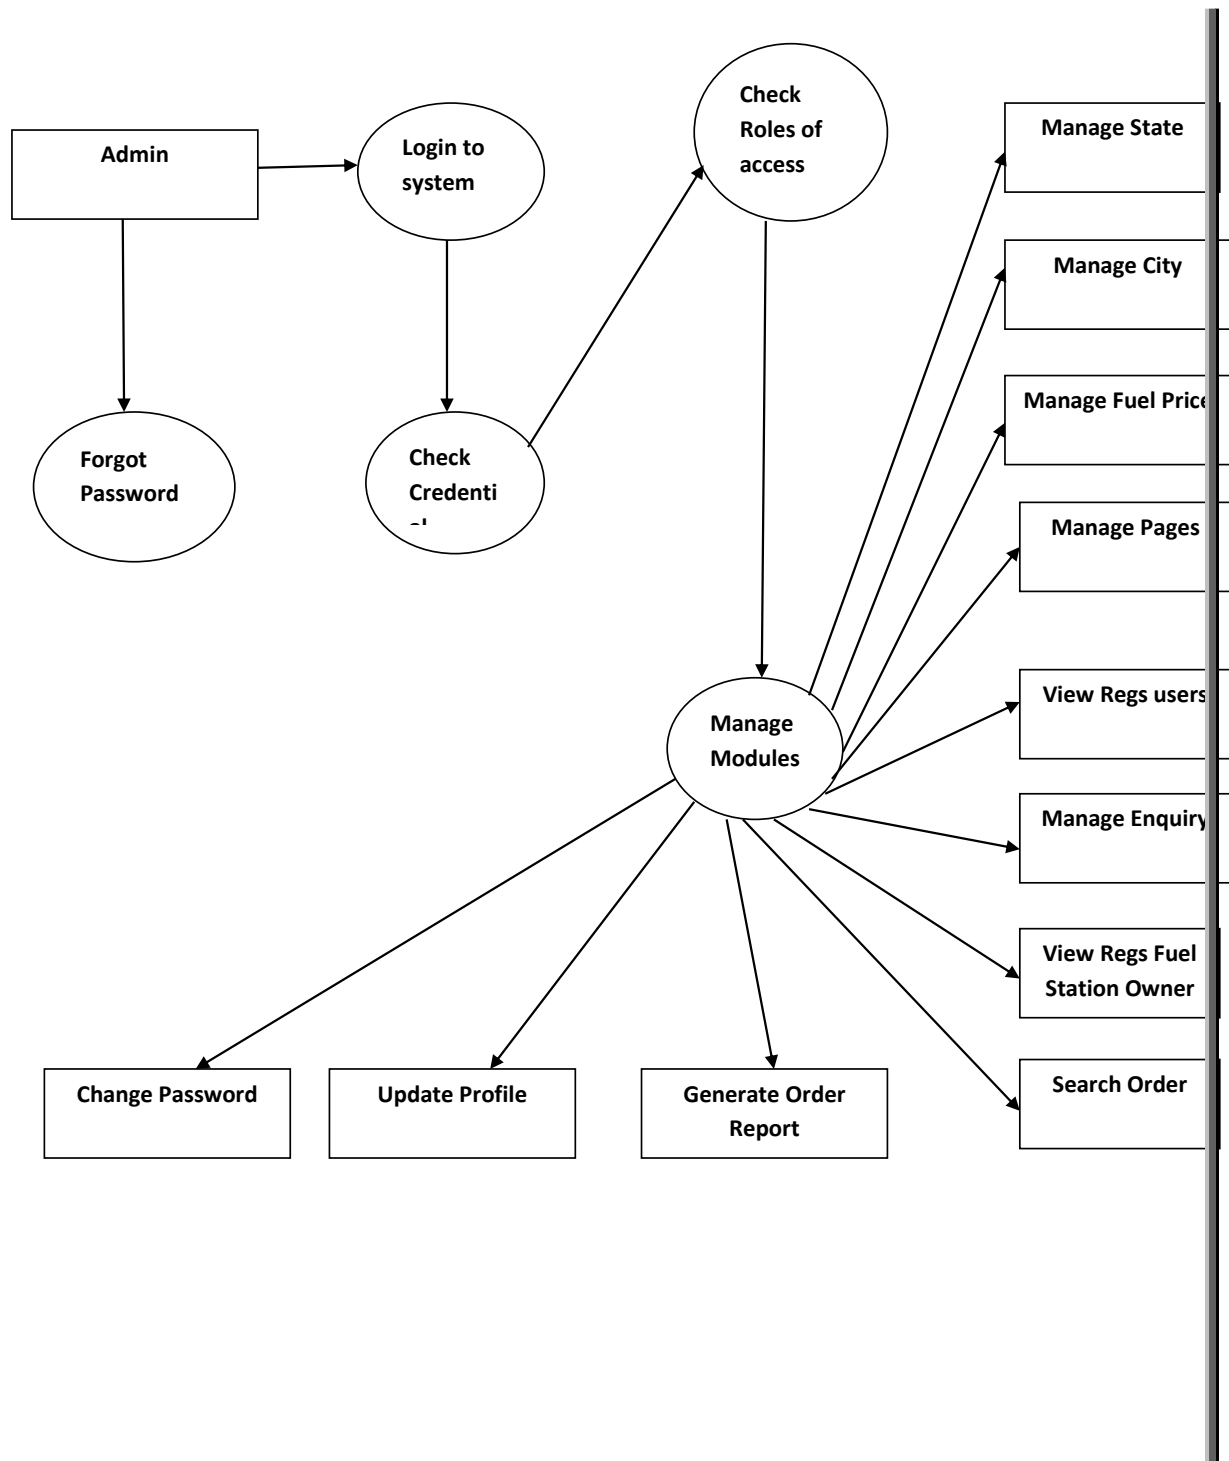 Admin
Login to
system
Check
Roles of
access
Manage State
Manage City
Manage Fuel Price
Manage Pages
Forgot
Password
Check
Credenti
View Regs users
Manage
Modules
Manage Enquiry
View Regs Fuel
Station Owner
Search Order
Change Password
Update Profile
Generate Order
Report